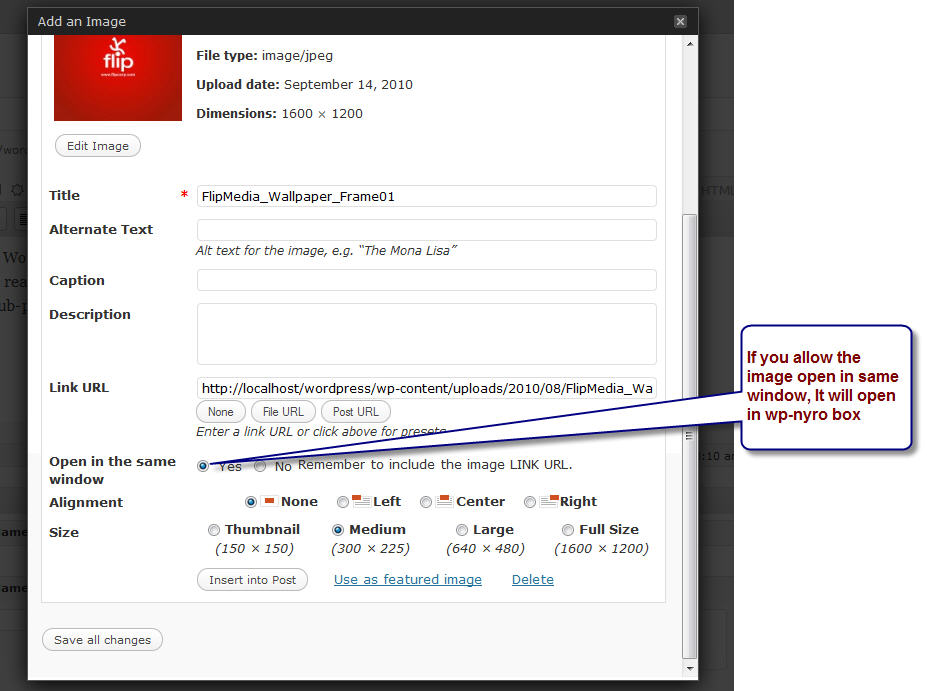 Add an Image
flip
File type: image/jpeg
Upload date: September 14, 2010
Dimensions: 1600 × 1200
Edit Image
Title * FlipMedia_Wallpaper_Frame01
HTML
Alternate Text
Alt text for the image, e.g. “The Mona Lisa”
Caption
Description
Link URL http://localhost/wordpress/wp-content/uploads/2010/08/FlipMedia_Wa
None File URL Post URL
Enter a link URL or click above for presets
Open in the same
window
Yes No Remember to include the image LINK URL.
Alignment None Left Center Right
Size Thumbnail Medium Large Full Size
(150 × 150) (300 × 225) (640 × 480) (1600 × 1200)
Insert into Post Use as featured image Delete
Save all changes
If you allow the
image open in same
window, It will open
in wp-nyro box